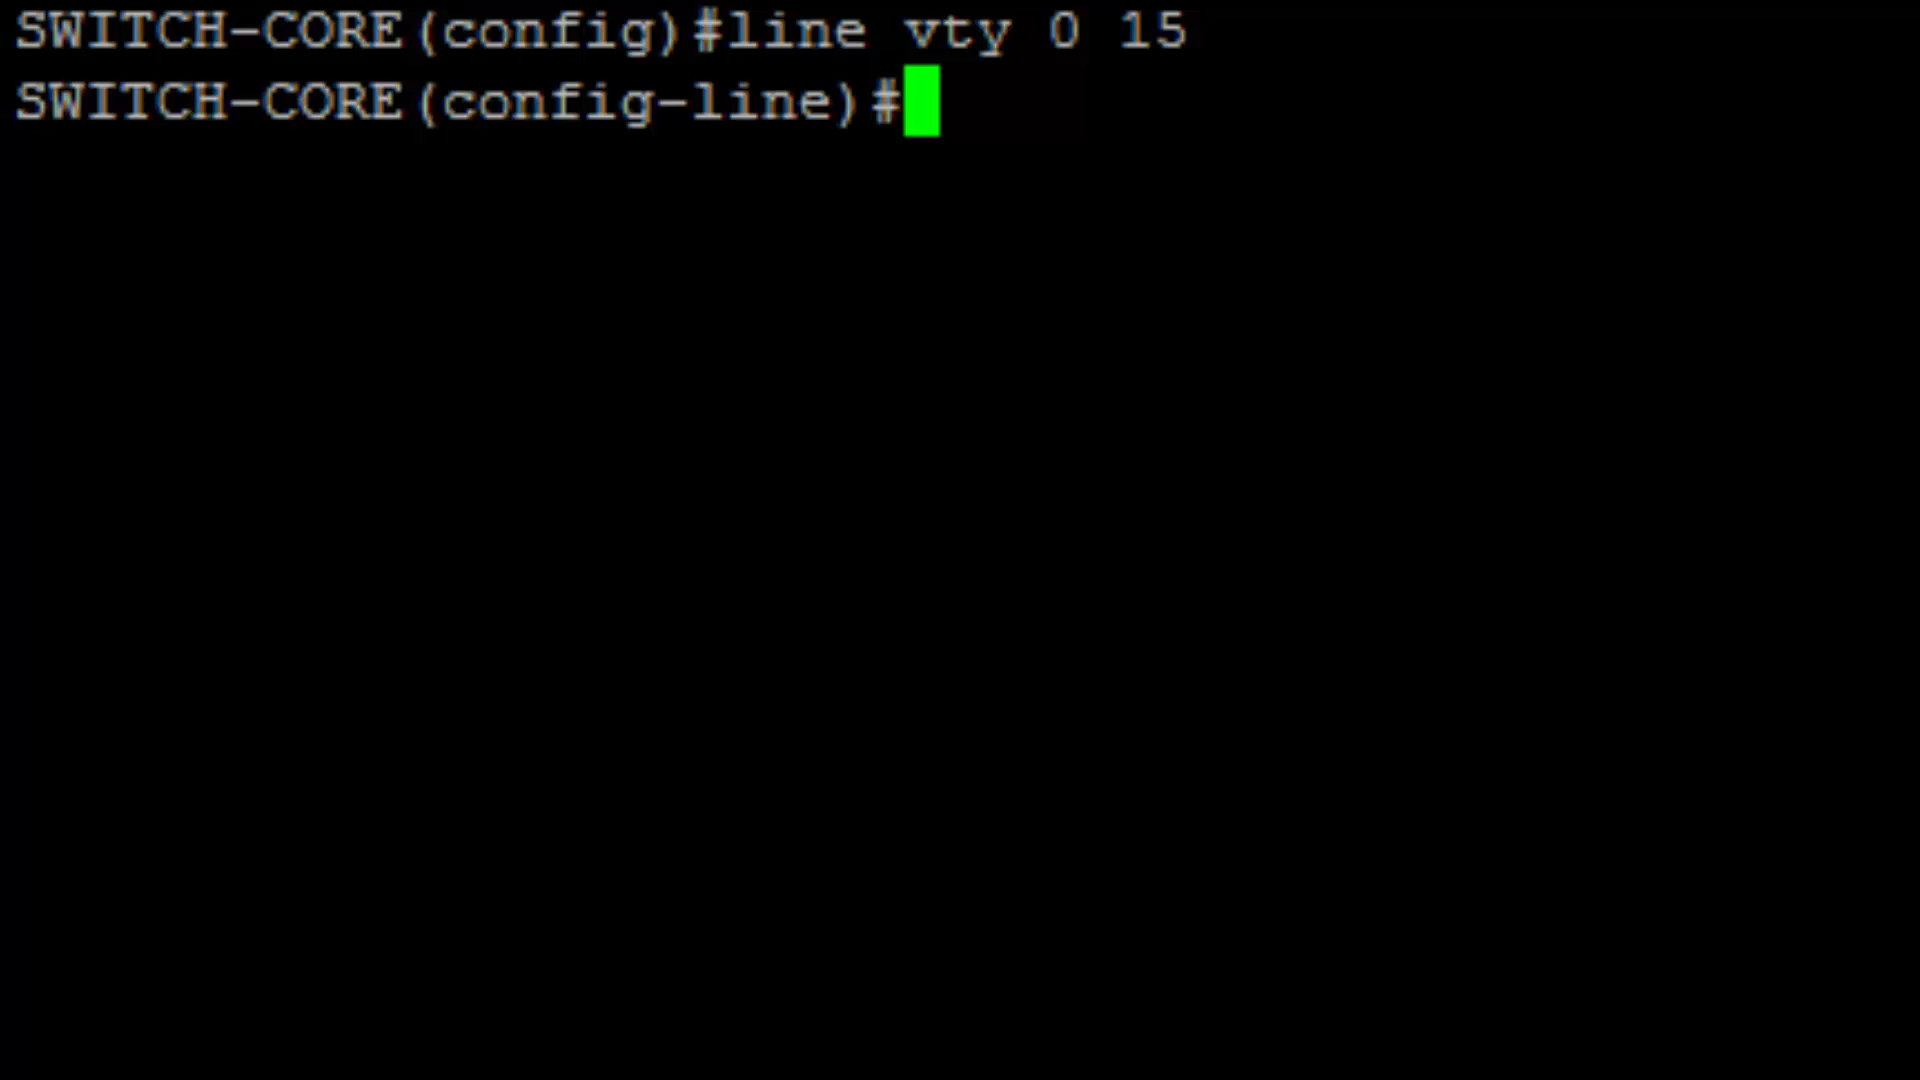 SWITCH-CORE(config)#line vty 0 15
SWITCH-CORE(config-line)#